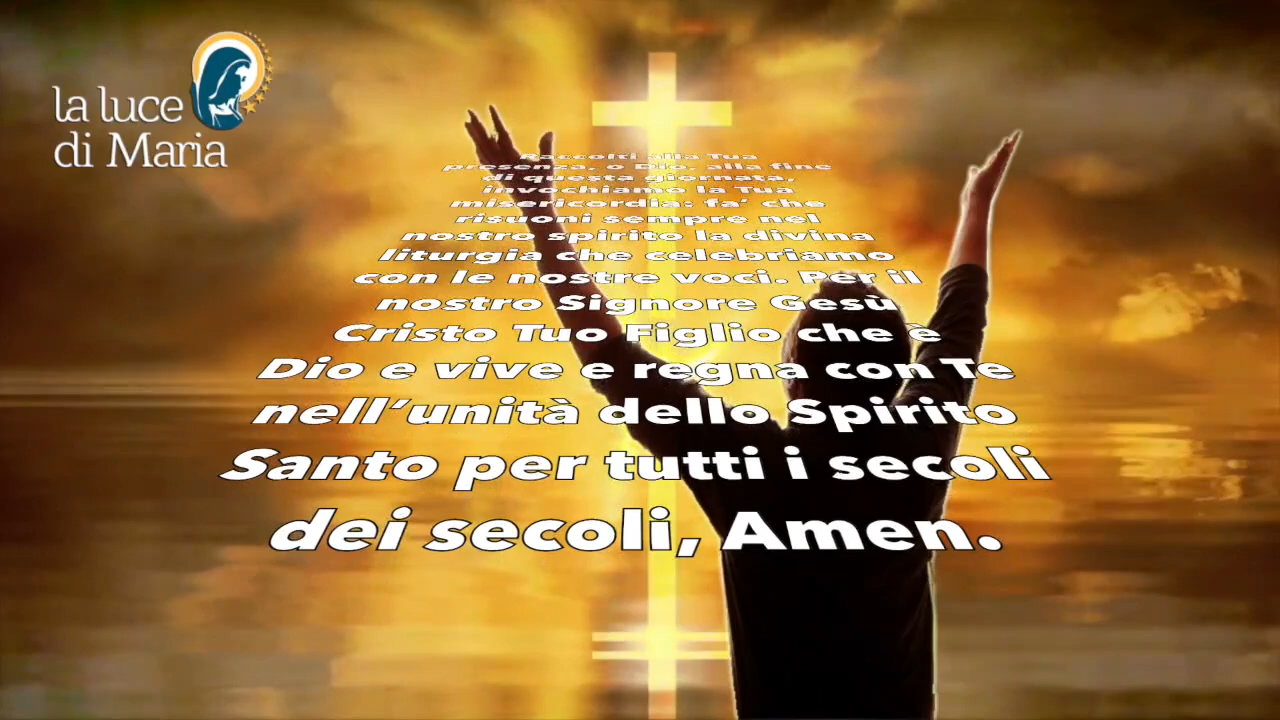 la luce
di Maria
Raccolti alla Tua
presenza, o Dio, alla fine
di questa giornata,
invochiamo la Tua
misericordia: fa' che
risuoni sempre nel
nostro spirito la divina
liturgia che celebriamo
con le nostre voci. Per il
nostro Signore Gesù
Cristo Tuo Figlio che è
Dio e vive e regna con Te
nell'unità dello Spirito
Santo per tutti i secoli
dei secoli, Amen.